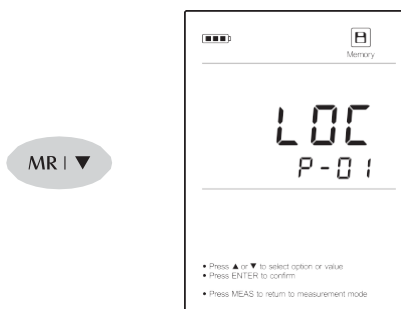 Memory
LOC
MR | ▼
P-01
• Press ▲ or ▼ to select option or value
• Press ENTER to confirm
• Press MEAS to return to measurement mode